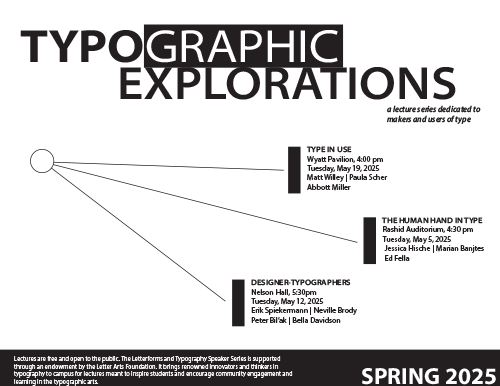 TYPOGRAPHIC
EXPLORATIONS
a lecture series dedicated to
makers and users of type
TYPE IN USE
Wyatt Pavilion, 4:00 pm
Tuesday, May 19, 2025
Matt Willey | Paula Scher
Abbott Miller
THE HUMAN HAND IN TYPE
Rashid Auditorium, 4:30 pm
Tuesday, May 5, 2025
Jessica Hische | Marian Banjtes
Ed Fella
DESIGNER-TYPOGRAPHERS
Nelson Hall, 5:30pm
Tuesday, May 12, 2025
Erik Spiekermann | Neville Brody
Peter Bil'ak | Bella Davidson
Lectures are free and open to the public. The Letterforms and Typography Speaker Series is supported
through an endowment by the Letter Arts Foundation. It brings renowned innovators and thinkers in
typography to campus for lectures meant to inspire students and encourage community engagement and
learning in the typographic arts.
SPRING 2025